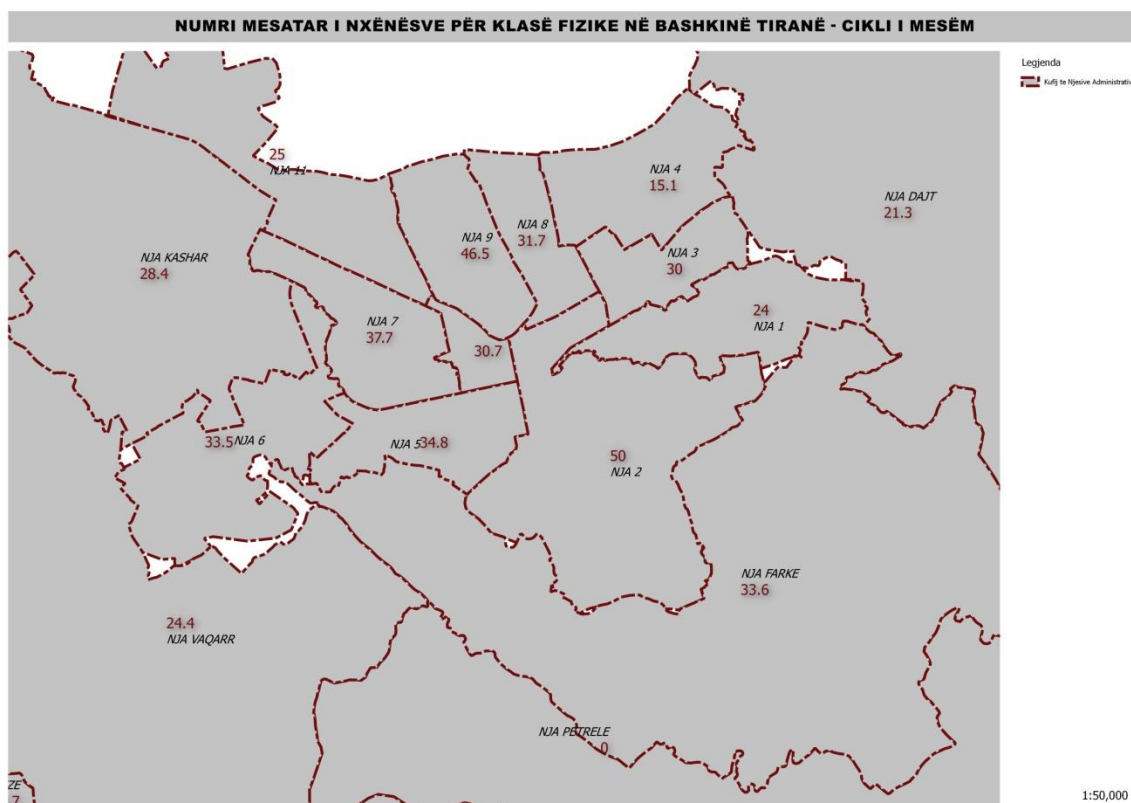 NUMRI MESATAR I NXËNËSVE PËR KLASË FIZIKE NË BASHKINË TIRANË - CIKLI I MESËM
Legjenda
Kufij te Njesive Administrative
25
NJA 11
NJA 4
15.1
NJA DAJT
21.3
NJA 8
31.7
NJA 9
46.5
NJA 3
30
NJA KASHAR
28.4
24
NJA 1
NJA 7
37.7
30.7
33.5 NJA 6
NJA 5 34.8
50
NJA 2
NJA FARKE
33.6
24.4
NJA VAQARR
NJA PETRELE
0
ZE
7
1:50,000